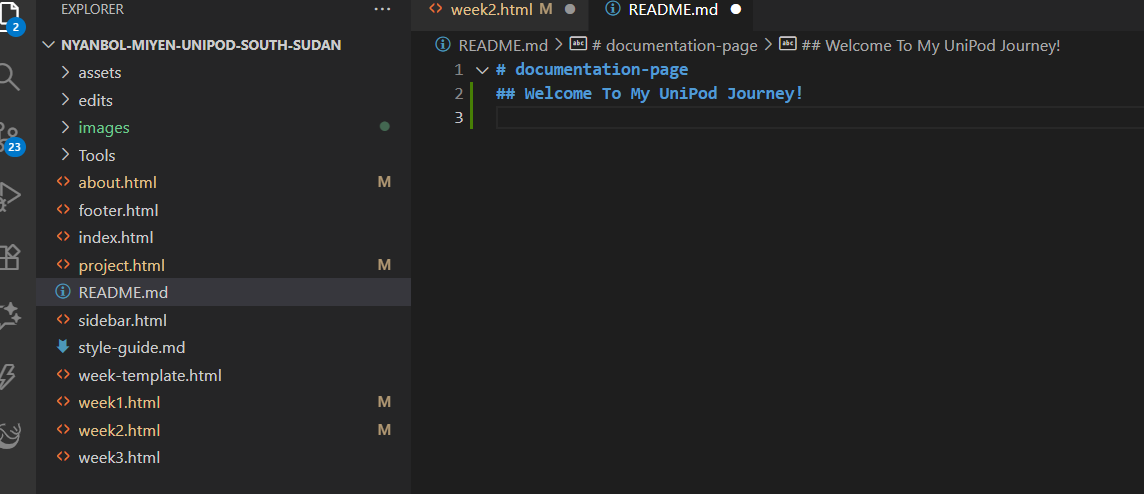 EXPLORER ...
2
NYANBOL-MIYEN-UNIPOD-SOUTH-SUDAN
assets
edits
images
23
Tools
about.html M
footer.html
index.html
project.html M
README.md
sidebar.html
style-guide.md
week-template.html
week1.html M
week2.html M
week3.html
week2.html M README.md
README.md > # documentation-page > ## Welcome To My UniPod Journey!
1 # documentation-page
2 ## Welcome To My UniPod Journey!
3